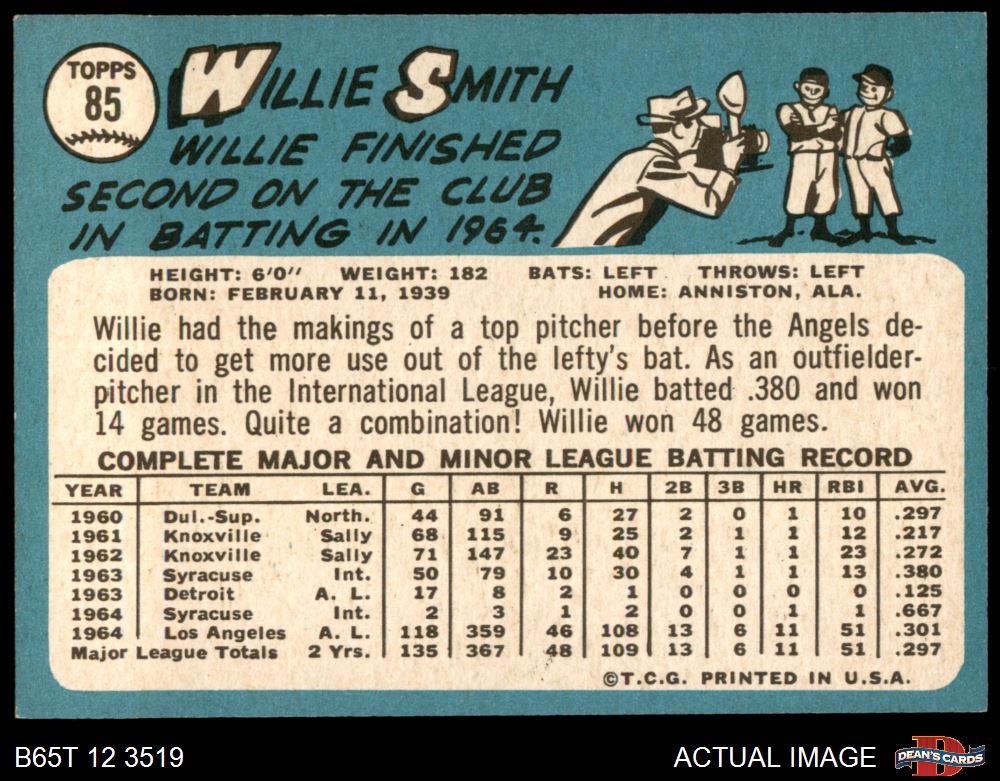 TOPPS
85
WILLIE SMITH
WILLIE FINISHED
SECOND ON THE CLUB
IN BATTING IN 1964.
HEIGHT: 6'0" WEIGHT: 182 BATS: LEFT THROWS: LEFT
BORN: FEBRUARY 11, 1939 HOME: ANNISTON, ALA.
Willie had the makings of a top pitcher before the Angels de-
cided to get more use out of the lefty's bat. As an outfielder-
pitcher in the International League, Willie batted .380 and won
14 games. Quite a combination! Willie won 48 games.
COMPLETE MAJOR AND MINOR LEAGUE BATTING RECORD
YEAR TEAM LEA. G AB R H 2B 3B HR RBI AVG.
1960 Dul.-Sup. North. 44 91 6 27 2 0 1 10 .297
1961 Knoxville Sally 68 115 9 25 2 1 1 12 .217
1962 Knoxville Sally 71 147 23 40 7 1 1 23 .272
1963 Syracuse Int. 50 79 10 30 4 1 1 13 .380
1963 Detroit A. L. 17 8 2 1 0 0 0 0 .125
1964 Syracuse Int. 2 3 1 2 0 0 1 1 .667
1964 Los Angeles A. L. 118 359 46 108 13 6 11 51 .301
Major League Totals 2 Yrs. 135 367 48 109 13 6 11 51 .297
©T.C.G. PRINTED IN U.S.A.
B65T 12 3519 ACTUAL IMAGE DEAN'S CARDS